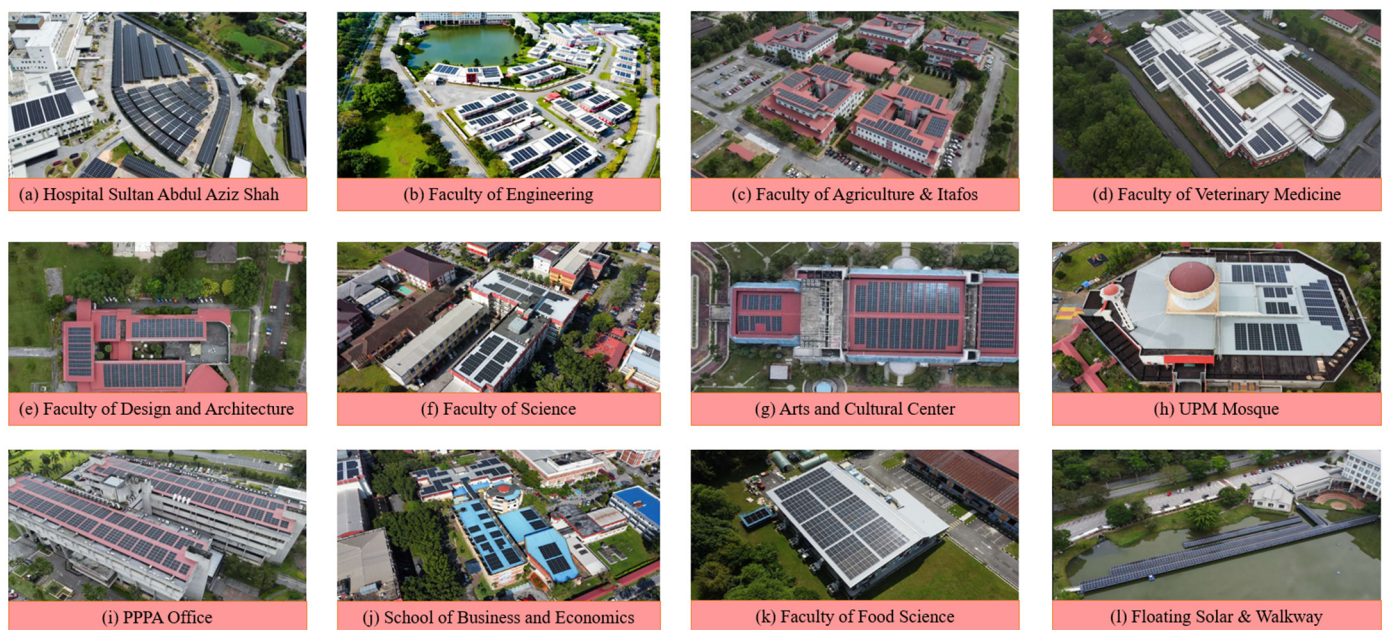 (a) Hospital Sultan Abdul Aziz Shah
(b) Faculty of Engineering
(c) Faculty of Agriculture & Itafos
(d) Faculty of Veterinary Medicine
(e) Faculty of Design and Architecture
(f) Faculty of Science
(g) Arts and Cultural Center
(h) UPM Mosque
(i) PPPA Office
(j) School of Business and Economics
(k) Faculty of Food Science
(l) Floating Solar & Walkway